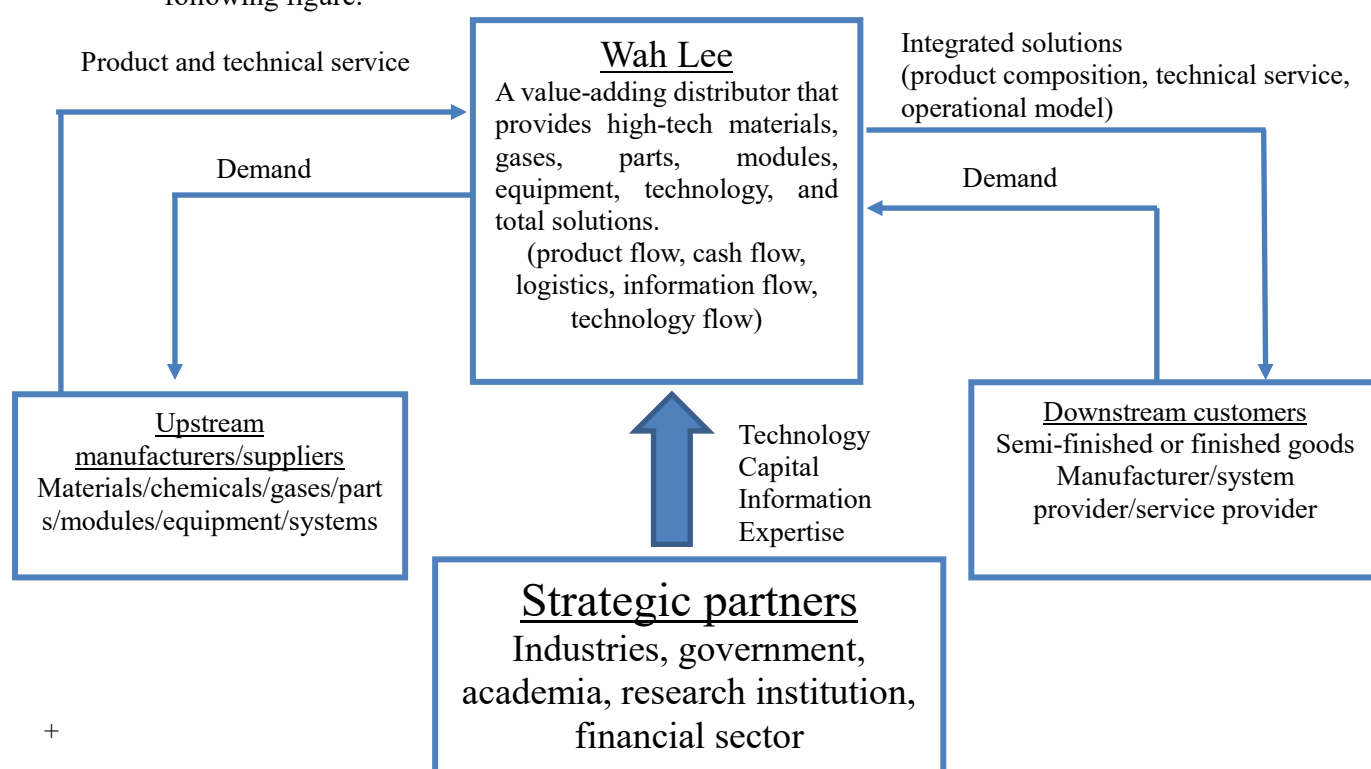 following figure.
Product and technical service
Demand
Wah Lee
A value-adding distributor that
provides high-tech materials,
gases, parts, modules,
equipment, technology, and
total solutions.
(product flow, cash flow,
logistics, information flow,
technology flow)
Integrated solutions
(product composition, technical service,
operational model)
Demand
Upstream
manufacturers/suppliers
Materials/chemicals/gases/part
s/modules/equipment/systems
Technology
Capital
Information
Expertise
Downstream customers
Semi-finished or finished goods
Manufacturer/system
provider/service provider
Strategic partners
Industries, government,
academia, research institution,
financial sector
+